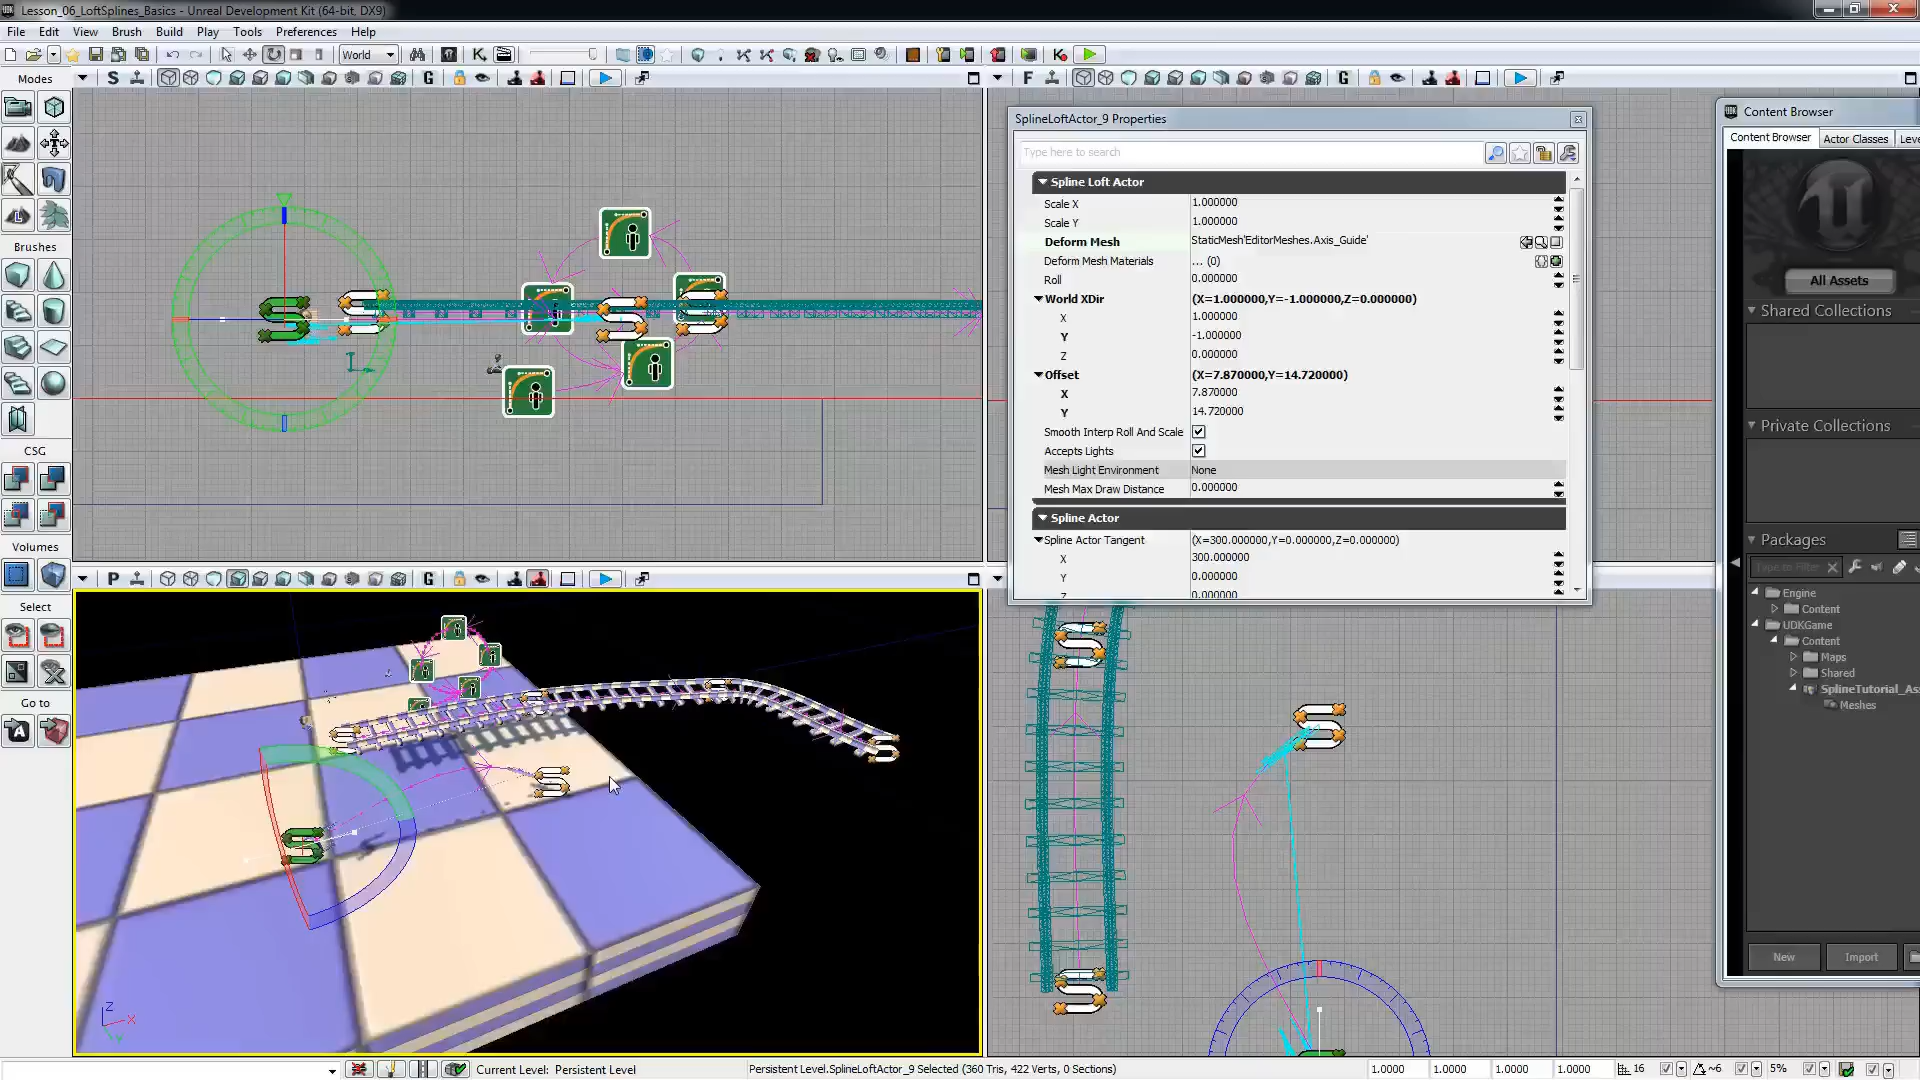 Lesson_06_LoftSplines_Basics - Unreal Development Kit (64-bit, DX9)
File Edit View Brush Build Play Tools Preferences Help
World
Modes
S
G
F
G
Brushes
CSG
Volumes
Select
Go to
P
G
SplineLoftActor_9 Properties
Type here to search
Spline Loft Actor
Scale X 1.000000
Scale Y 1.000000
Deform Mesh StaticMesh'EditorMeshes.Axis_Guide'
Deform Mesh Materials ... (0)
Roll 0.000000
World XDir (X=1.000000,Y=-1.000000,Z=0.000000)
X 1.000000
Y -1.000000
Z 0.000000
Offset (X=7.870000,Y=14.720000)
X 7.870000
Y 14.720000
Smooth Interp Roll And Scale
Accepts Lights
Mesh Light Environment None
Mesh Max Draw Distance 0.000000
Spline Actor
Spline Actor Tangent (X=300.000000,Y=0.000000,Z=0.000000)
X 300.000000
Y 0.000000
Z 0.000000
Content Browser
Content Browser Actor Classes Leve
All Assets
Shared Collections
Private Collections
Packages
Type to Filter
Engine
Content
UDKGame
Content
Maps
Shared
SplineTutorial_Ass
Meshes
New Import
Z
X
Current Level: Persistent Level
Persistent Level.SplineLoftActor_9 Selected (360 Tris, 422 Verts, 0 Sections)
1.0000 1.0000 1.0000 1.0000 16 ~6 5%